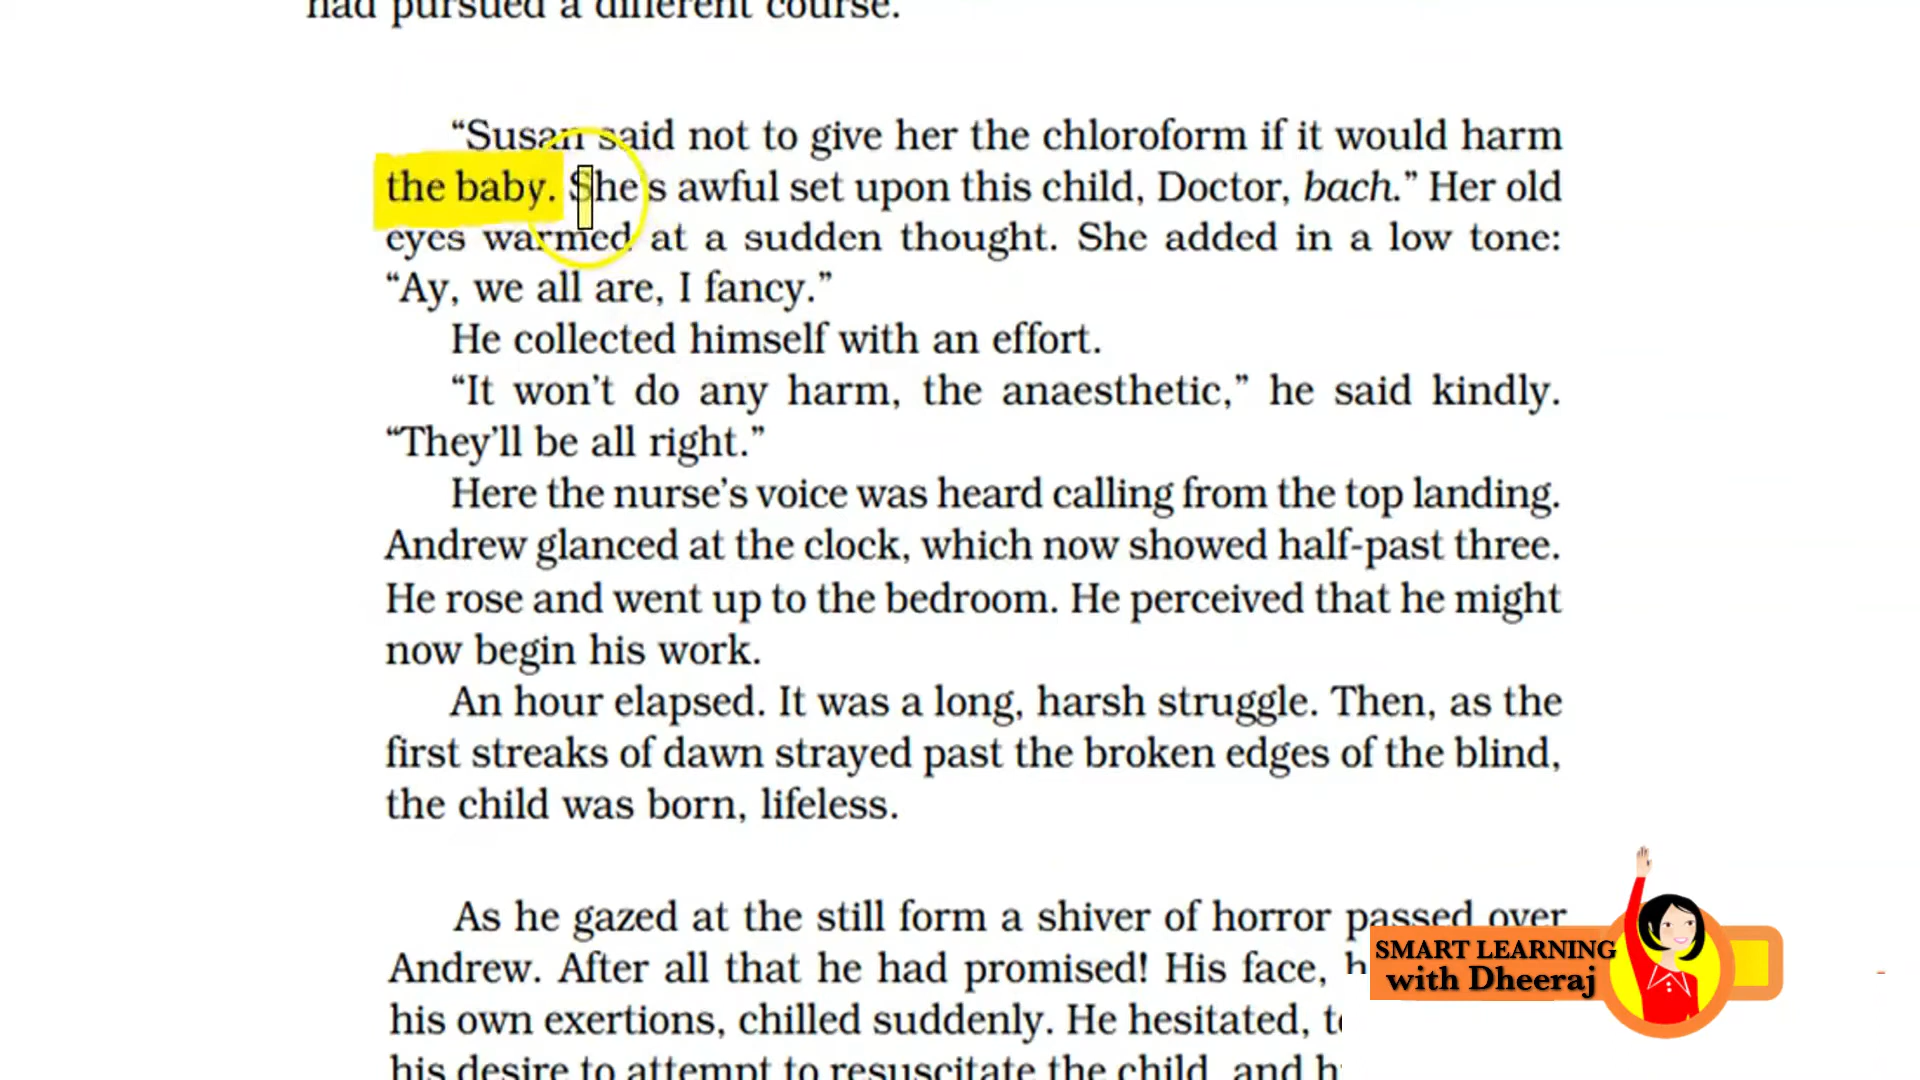 had pursued a different course.
“Susan said not to give her the chloroform if it would harm
the baby. She's awful set upon this child, Doctor, bach.” Her old
eyes warmed at a sudden thought. She added in a low tone:
“Ay, we all are, I fancy.”
He collected himself with an effort.
“It won't do any harm, the anaesthetic,” he said kindly.
“They'll be all right.”
Here the nurse's voice was heard calling from the top landing.
Andrew glanced at the clock, which now showed half-past three.
He rose and went up to the bedroom. He perceived that he might
now begin his work.
An hour elapsed. It was a long, harsh struggle. Then, as the
first streaks of dawn strayed past the broken edges of the blind,
the child was born, lifeless.
As he gazed at the still form a shiver of horror passed over
Andrew. After all that he had promised! His face,
his own exertions, chilled suddenly. He hesitated,
his desire to attempt to resuscitate the child, and
SMART LEARNING
with Dheeraj